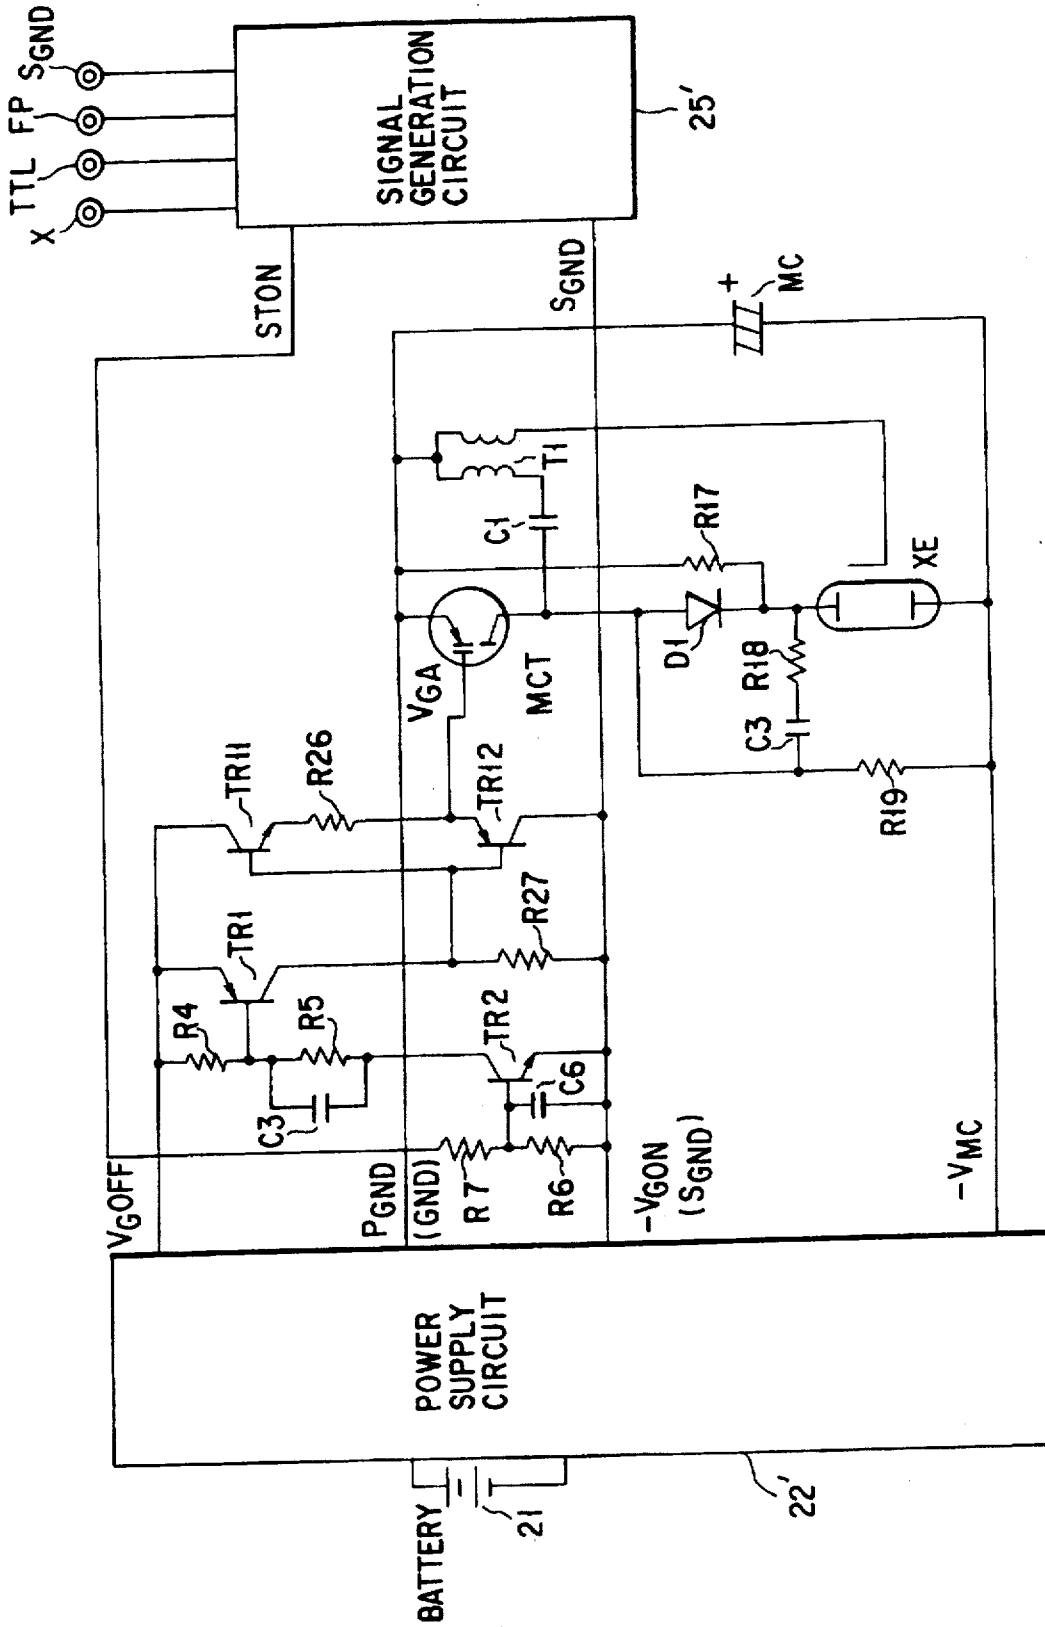 BATTERY
21
POWER
SUPPLY
CIRCUIT
22'
VGOFF
PGND
(GND)
-VGON
(SGND)
-VMC
R4
C3
R5
TR1
R7
R6
C6
TR2
R27
TR11
R26
TR12
VGA
MCT
C1
T1
R17
D1
R18
C3
R19
XE
+
MC
STON
SGND
SIGNAL
GENERATION
CIRCUIT
25'
X
TTL
FP
SGND